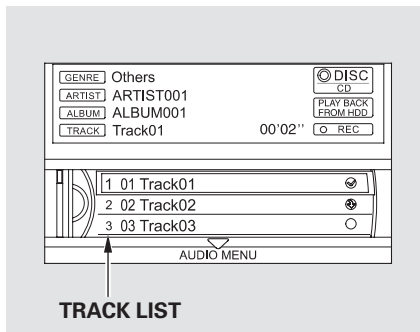 GENRE Others
ARTIST ARTIST001
ALBUM ALBUM001
TRACK Track01 00'02''
DISC
CD
PLAY BACK
FROM HDD
REC
1 01 Track01
2 02 Track02
3 03 Track03
AUDIO MENU
TRACK LIST